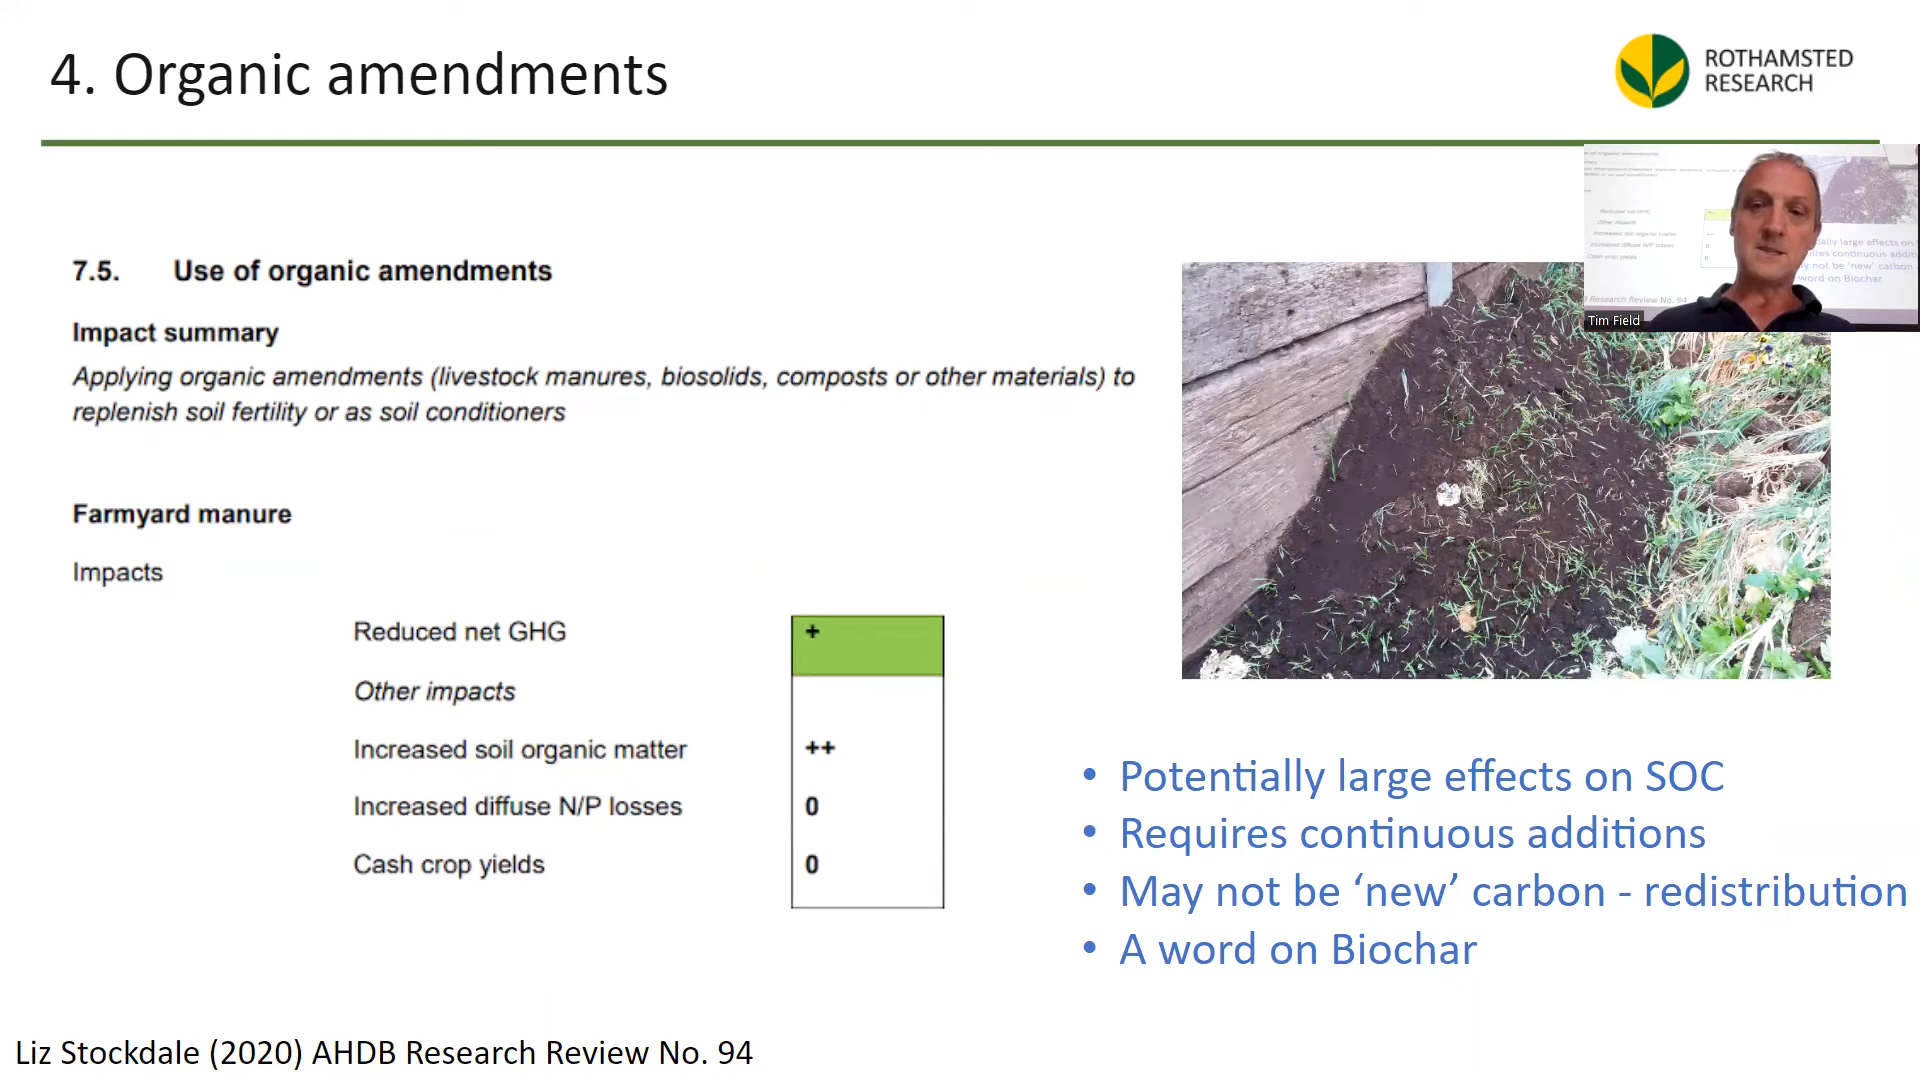 4. Organic amendments
ROTHAMSTED
RESEARCH
7.5. Use of organic amendments
Impact summary
Applying organic amendments (livestock manures, biosolids, composts or other materials) to
replenish soil fertility or as soil conditioners
Farmyard manure
Impacts
Reduced net GHG +
Other impacts
Increased soil organic matter ++
Increased diffuse N/P losses 0
Cash crop yields 0
Tim Field
• Potentially large effects on SOC
• Requires continuous additions
• May not be ‘new’ carbon - redistribution
• A word on Biochar
Liz Stockdale (2020) AHDB Research Review No. 94